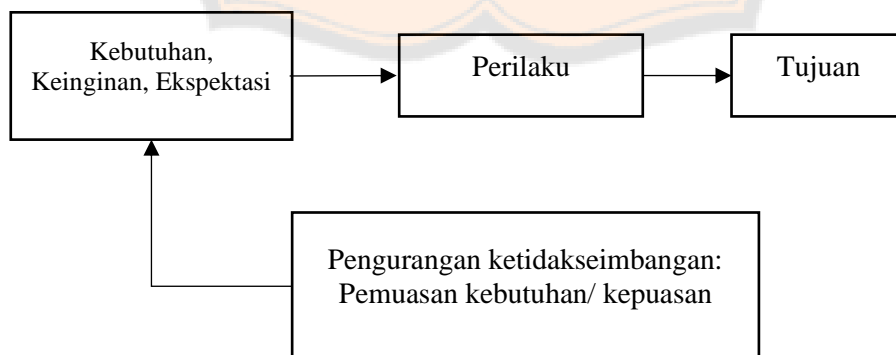 Kebutuhan,
Keinginan, Ekspektasi
Perilaku
Tujuan
Pengurangan ketidakseimbangan:
Pemuasan kebutuhan/ kepuasan